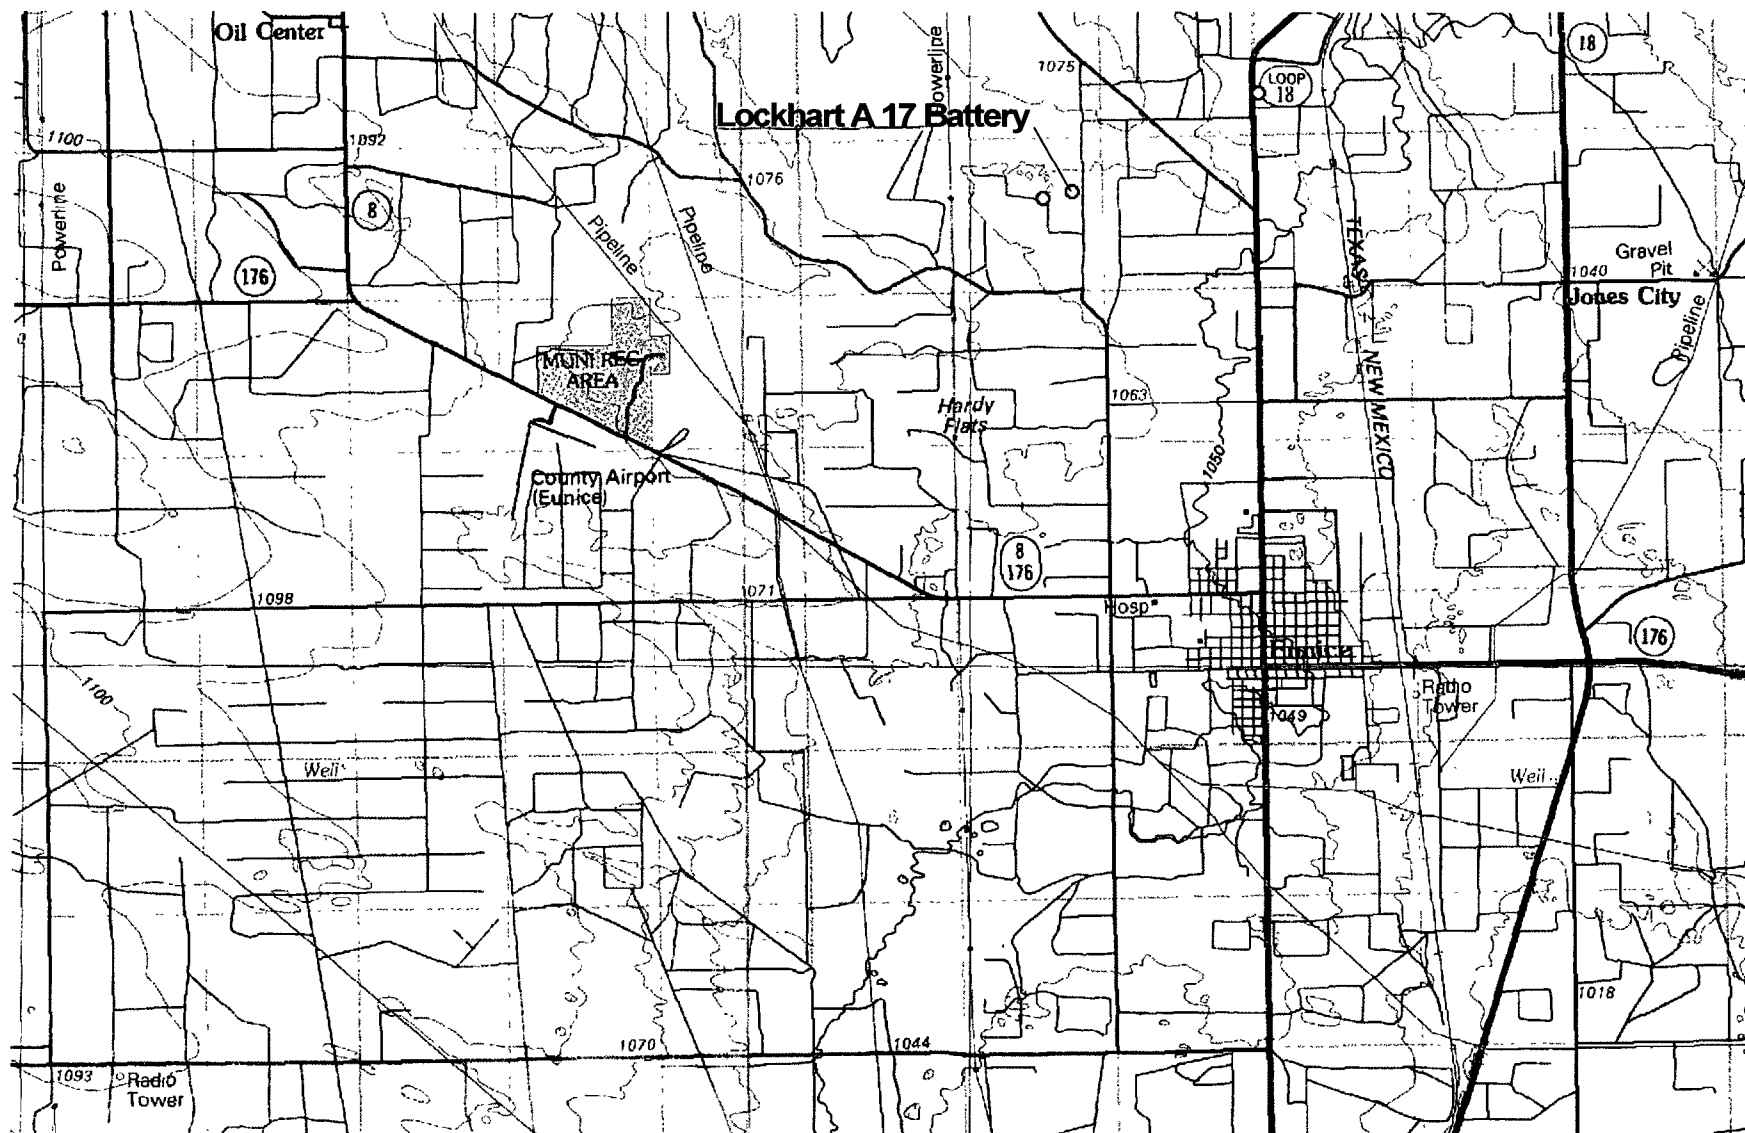 Oil Center
18
1075
LOOP
18
Powerline
Lockhart A 17 Battery
1100
1092
1076
8
Powerline
Pipeline
Pipeline
TEXAS
Gravel
Pit
176
1040
Jones City
Pipeline
MUNI REC
AREA
NEW MEXICO
1063
Hardy
Flats
1050
County Airport
(Eunice)
8
176
1098
1071
Hosp
176
Eunice
1100
Radio
Tower
1049
Well
Well
1018
1070
1044
1093
Radio
Tower